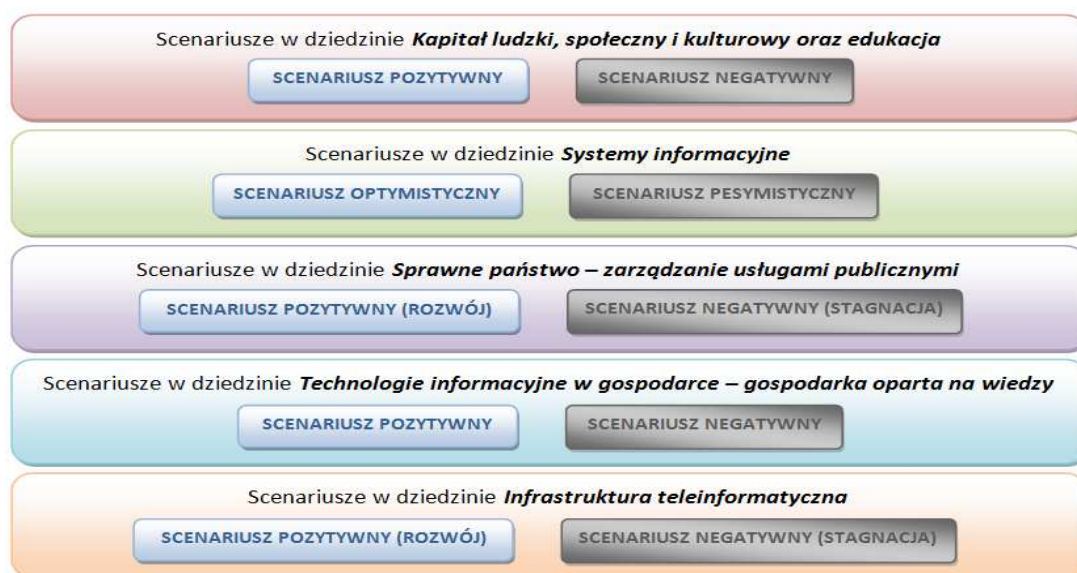 Scenariusze w dziedzinie Kapitał ludzki, społeczny i kulturowy oraz edukacja
SCENARIUSZ POZYTYWNY SCENARIUSZ NEGATYWNY
Scenariusze w dziedzinie Systemy informacyjne
SCENARIUSZ OPTYMISTYCZNY SCENARIUSZ PESYMISTYCZNY
Scenariusze w dziedzinie Sprawne państwo – zarządzanie usługami publicznymi
SCENARIUSZ POZYTYWNY (ROZWÓJ) SCENARIUSZ NEGATYWNY (STAGNACJA)
Scenariusze w dziedzinie Technologie informacyjne w gospodarce – gospodarka oparta na wiedzy
SCENARIUSZ POZYTYWNY SCENARIUSZ NEGATYWNY
Scenariusze w dziedzinie Infrastruktura teleinformatyczna
SCENARIUSZ POZYTYWNY (ROZWÓJ) SCENARIUSZ NEGATYWNY (STAGNACJA)